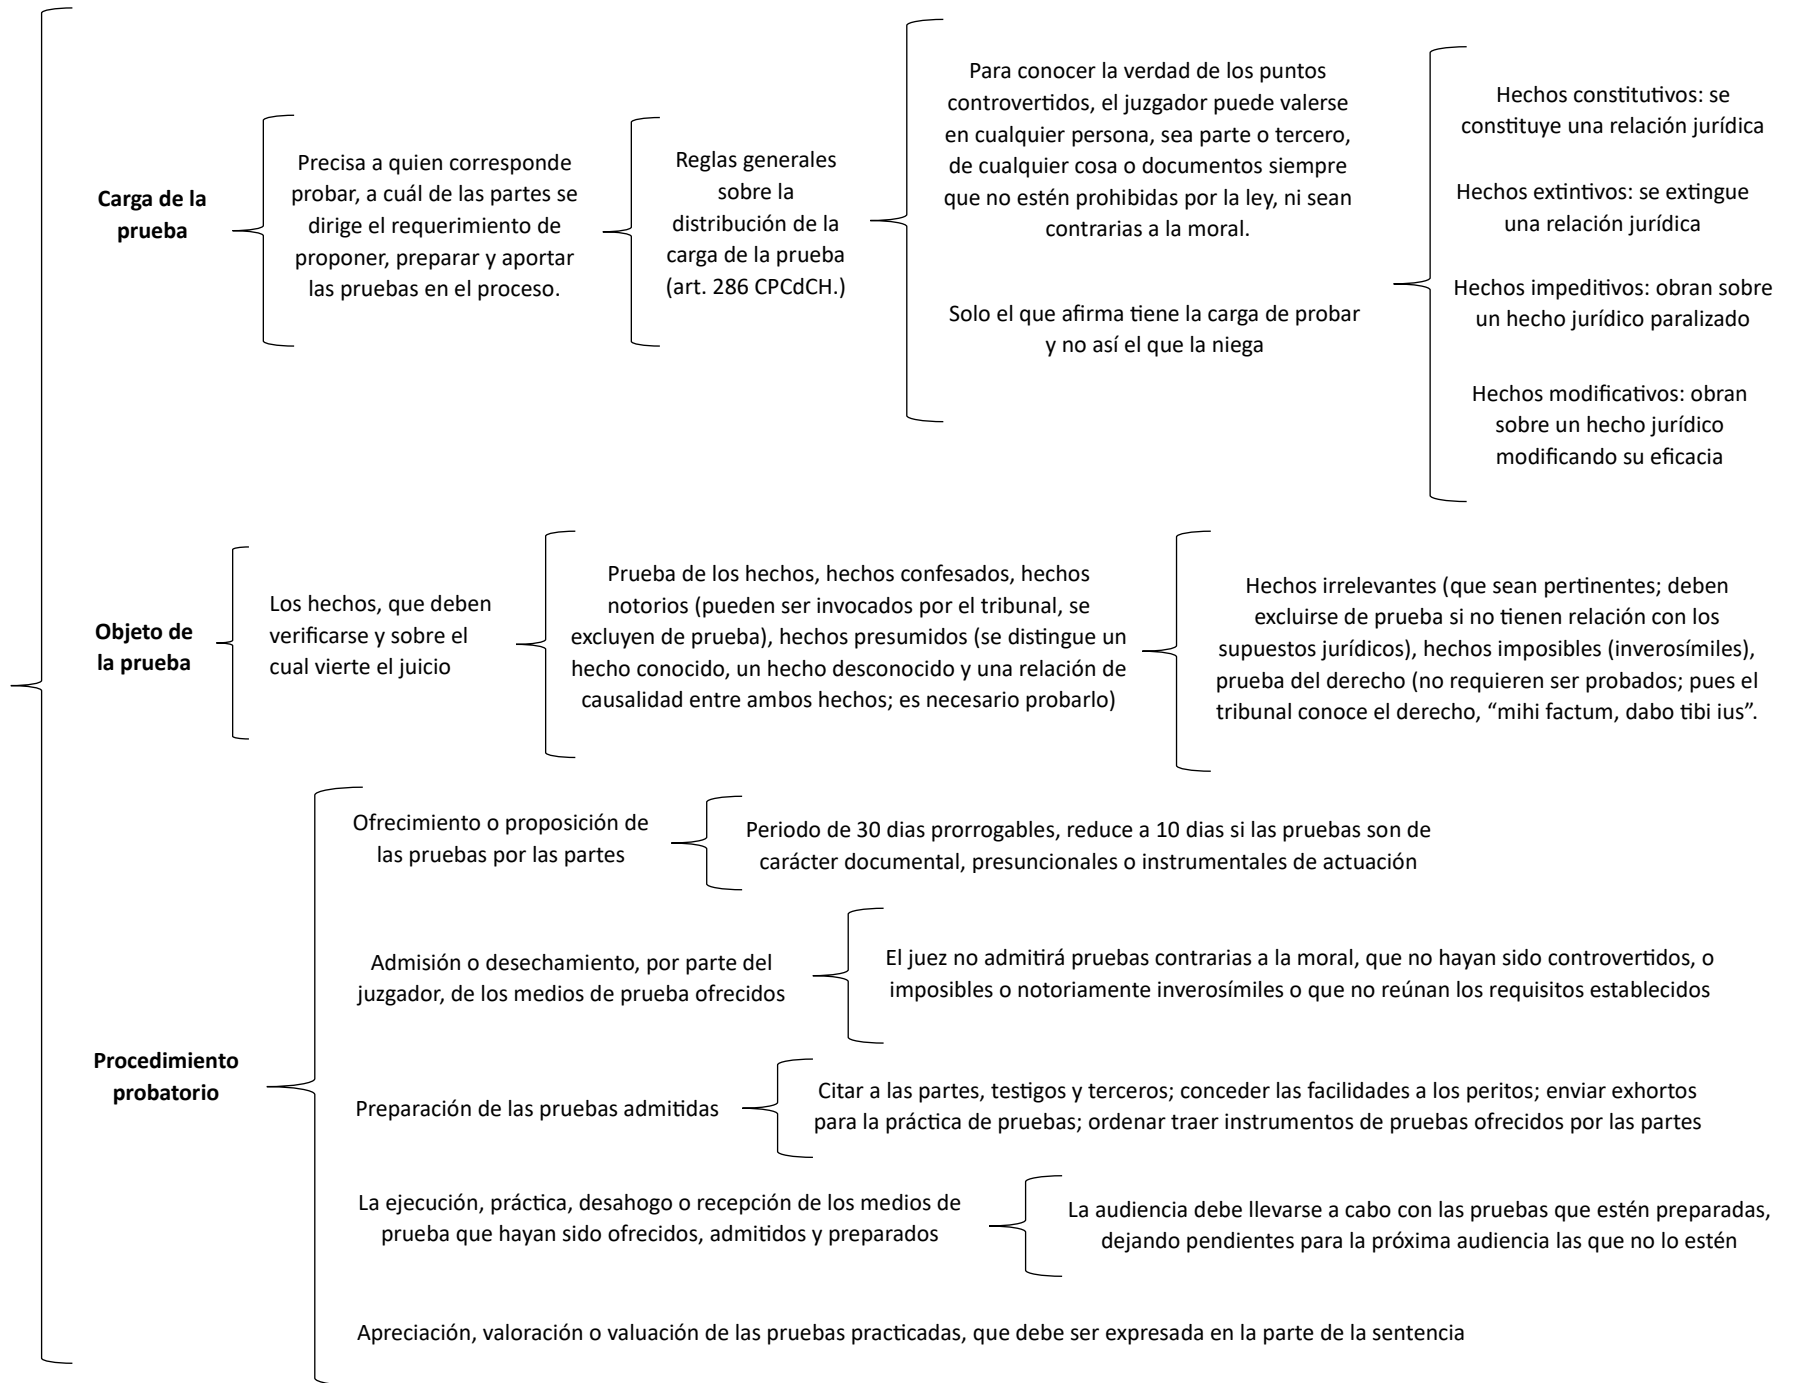 Carga de la
prueba
Precisa a quien corresponde
probar, a cuál de las partes se
dirige el requerimiento de
proponer, preparar y aportar
las pruebas en el proceso.
Reglas generales
sobre la
distribución de la
carga de la prueba
(art. 286 CPCdCH.)
Para conocer la verdad de los puntos
controvertidos, el juzgador puede valerse
en cualquier persona, sea parte o tercero,
de cualquier cosa o documentos siempre
que no estén prohibidas por la ley, ni sean
contrarias a la moral.
Solo el que afirma tiene la carga de probar
y no así el que la niega
Hechos constitutivos: se
constituye una relación jurídica
Hechos extintivos: se extingue
una relación jurídica
Hechos impeditivos: obran sobre
un hecho jurídico paralizado
Hechos modificativos: obran
sobre un hecho jurídico
modificando su eficacia
Objeto de
la prueba
Los hechos, que deben
verificarse y sobre el
cual vierte el juicio
Prueba de los hechos, hechos confesados, hechos
notorios (pueden ser invocados por el tribunal, se
excluyen de prueba), hechos presumidos (se distingue un
hecho conocido, un hecho desconocido y una relación de
causalidad entre ambos hechos; es necesario probarlo)
Hechos irrelevantes (que sean pertinentes; deben
excluirse de prueba si no tienen relación con los
supuestos jurídicos), hechos imposibles (inverosímiles),
prueba del derecho (no requieren ser probados; pues el
tribunal conoce el derecho, “mihi factum, dabo tibi ius”.
Procedimiento
probatorio
Ofrecimiento o proposición de
las pruebas por las partes
Periodo de 30 dias prorrogables, reduce a 10 dias si las pruebas son de
carácter documental, presuncionales o instrumentales de actuación
Admisión o desechamiento, por parte del
juzgador, de los medios de prueba ofrecidos
El juez no admitirá pruebas contrarias a la moral, que no hayan sido controvertidos, o
imposibles o notoriamente inverosímiles o que no reúnan los requisitos establecidos
Preparación de las pruebas admitidas
Citar a las partes, testigos y terceros; conceder las facilidades a los peritos; enviar exhortos
para la práctica de pruebas; ordenar traer instrumentos de pruebas ofrecidos por las partes
La ejecución, práctica, desahogo o recepción de los medios de
prueba que hayan sido ofrecidos, admitidos y preparados
La audiencia debe llevarse a cabo con las pruebas que estén preparadas,
dejando pendientes para la próxima audiencia las que no lo estén
Apreciación, valoración o valuación de las pruebas practicadas, que debe ser expresada en la parte de la sentencia